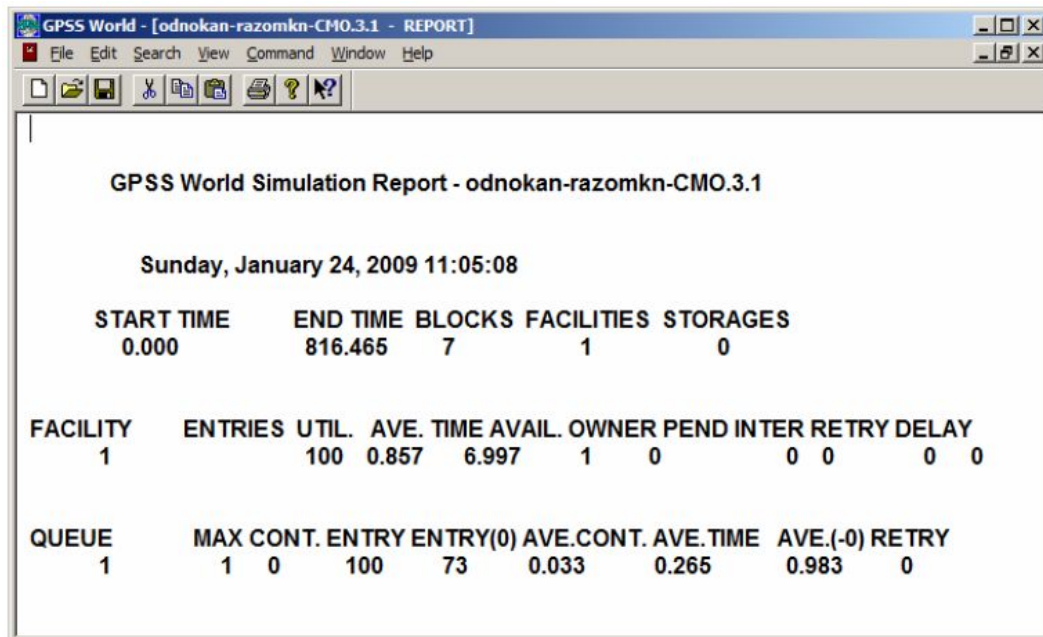 GPSS World - [odnokan-razomkn-CMO.3.1 - REPORT]
File Edit Search View Command Window Help
GPSS World Simulation Report - odnokan-razomkn-CMO.3.1
Sunday, January 24, 2009 11:05:08
START TIME END TIME BLOCKS FACILITIES STORAGES
0.000 816.465 7 1 0
FACILITY ENTRIES UTIL. AVE. TIME AVAIL. OWNER PEND INTER RETRY DELAY
1 100 0.857 6.997 1 0 0 0 0 0
QUEUE MAX CONT. ENTRY ENTRY(0) AVE.CONT. AVE.TIME AVE.(-0) RETRY
1 1 0 100 73 0.033 0.265 0.983 0